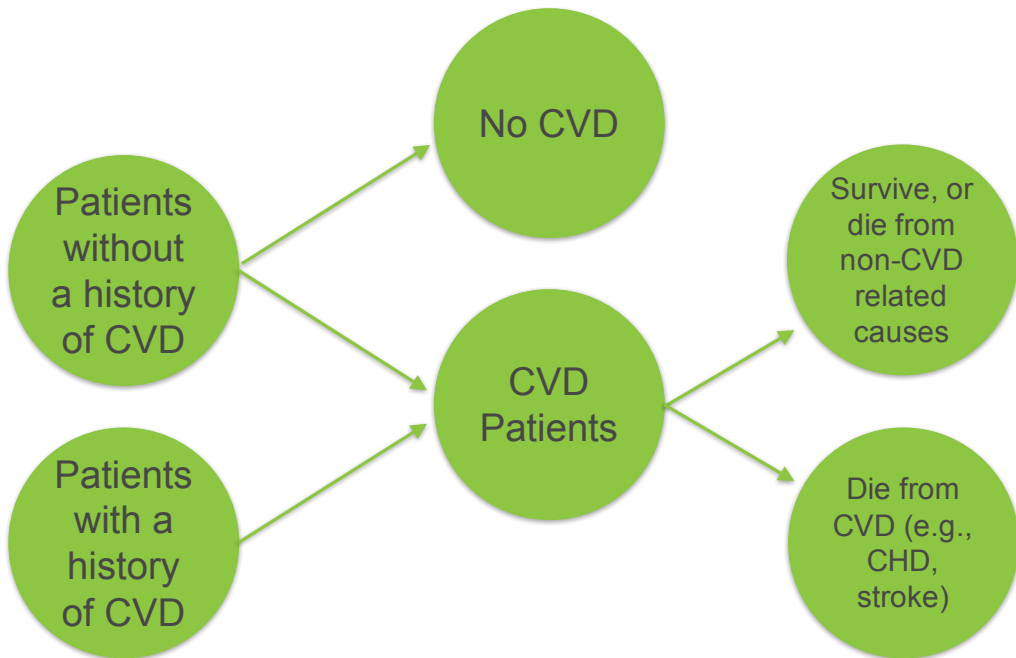 Patients
without
a history
of CVD
Patients
with a
history
of CVD
No CVD
CVD
Patients
Survive, or
die from
non-CVD
related
causes
Die from
CVD (e.g.,
CHD,
stroke)